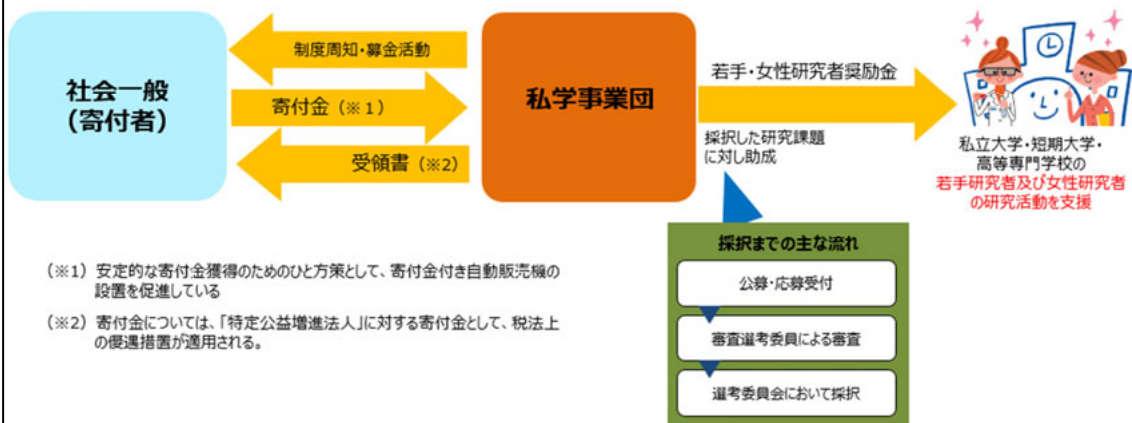 社会一般
(寄付者)
制度周知・募金活動
寄付金（※１）
受領書（※2）
私学事業団
若手・女性研究者奨励金
採択した研究課題
に対し助成
私立大学・短期大学・
高等専門学校の
若手研究者及び女性研究者
の研究活動を支援
採択までの主な流れ
公募・応募受付
審査選考委員による審査
選考委員会において採択
（※1）安定的な寄付金獲得のためのひと方策として、寄付金付き自動販売機の
設置を促進している
（※2）寄付金については、「特定公益増進法人」に対する寄付金として、税法上
の優遇措置が適用される。